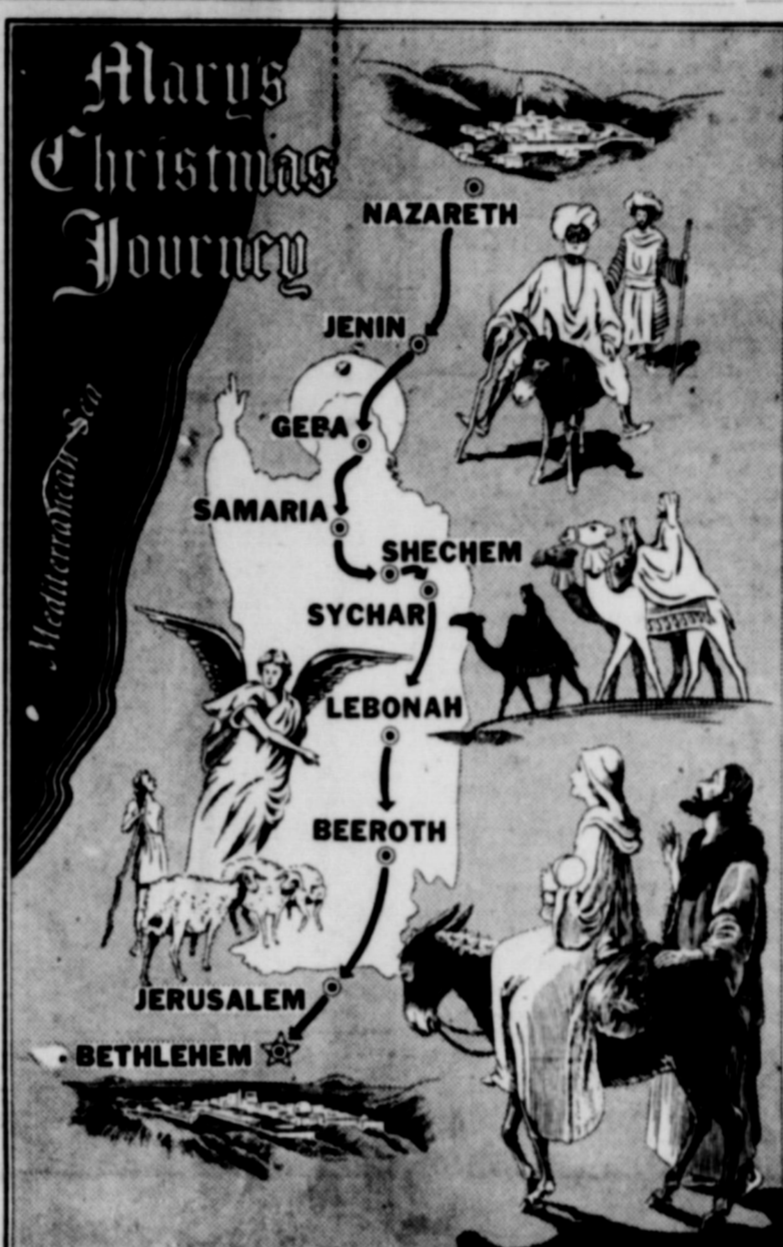 Mary's
Christmas
Journey
NAZARETH
JENIN
GEBA
SAMARIA
SHECHEM
SYCHAR
LEBONAH
BEEROTH
JERUSALEM
BETHLEHEM
Mediterranean Sea